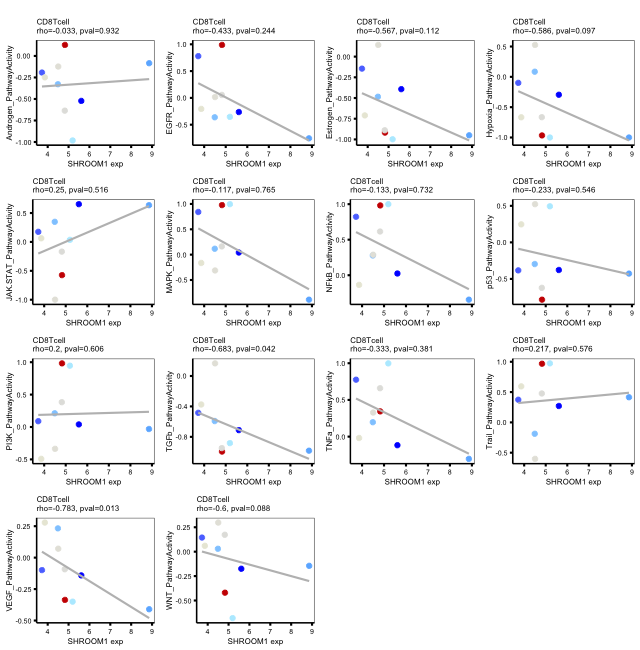 CD8Tcell
rho=-0.033, pval=0.932
Androgen_PathwayActivity
0.00
-0.25
-0.50
-0.75
-1.00
4 5 6 7 8 9
SHROOM1 exp
CD8Tcell
rho=-0.433, pval=0.244
EGFR_PathwayActivity
1.0
0.5
0.0
-0.5
4 5 6 7 8 9
SHROOM1 exp
CD8Tcell
rho=-0.567, pval=0.112
Estrogen_PathwayActivity
0.00
-0.25
-0.50
-0.75
-1.00
4 5 6 7 8 9
SHROOM1 exp
CD8Tcell
rho=-0.586, pval=0.097
Hypoxia_PathwayActivity
0.5
0.0
-0.5
-1.0
4 5 6 7 8 9
SHROOM1 exp
CD8Tcell
rho=0.25, pval=0.516
JAK-STAT_PathwayActivity
0.5
0.0
-0.5
-1.0
4 5 6 7 8 9
SHROOM1 exp
CD8Tcell
rho=-0.117, pval=0.765
MAPK_PathwayActivity
1.0
0.5
0.0
-0.5
4 5 6 7 8 9
SHROOM1 exp
CD8Tcell
rho=-0.133, pval=0.732
NFkB_PathwayActivity
1.0
0.5
0.0
4 5 6 7 8 9
SHROOM1 exp
CD8Tcell
rho=-0.233, pval=0.546
p53_PathwayActivity
0.5
0.0
-0.5
4 5 6 7 8 9
SHROOM1 exp
CD8Tcell
rho=0.2, pval=0.606
PI3K_PathwayActivity
1.0
0.5
0.0
-0.5
4 5 6 7 8 9
SHROOM1 exp
CD8Tcell
rho=-0.683, pval=0.042
TGFb_PathwayActivity
0.0
-0.4
-0.8
4 5 6 7 8 9
SHROOM1 exp
CD8Tcell
rho=-0.333, pval=0.381
TNFa_PathwayActivity
1.0
0.5
0.0
4 5 6 7 8 9
SHROOM1 exp
CD8Tcell
rho=0.217, pval=0.576
Trail_PathwayActivity
1.0
0.5
0.0
-0.5
4 5 6 7 8 9
SHROOM1 exp
CD8Tcell
rho=-0.783, pval=0.013
VEGF_PathwayActivity
0.25
0.00
-0.25
-0.50
4 5 6 7 8 9
SHROOM1 exp
CD8Tcell
rho=-0.6, pval=0.088
WNT_PathwayActivity
0.25
0.00
-0.25
-0.50
4 5 6 7 8 9
SHROOM1 exp